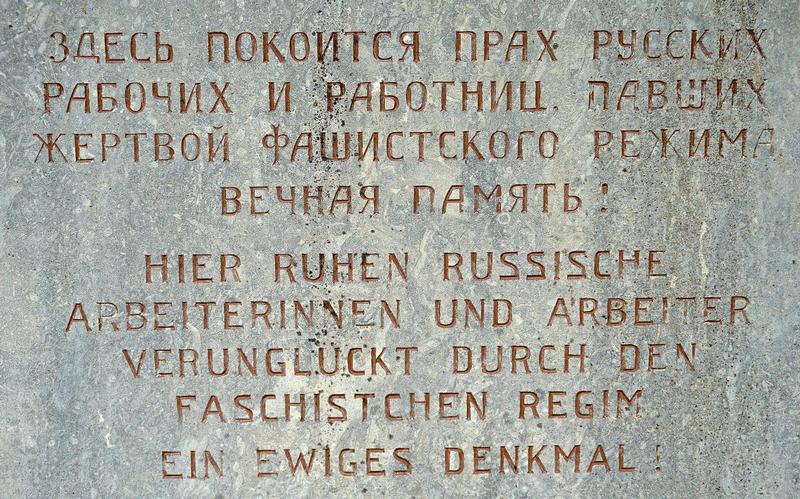 ЗДЕСЬ ПОКОИТСЯ ПРАХ РУССКИХ
РАБОЧИХ И РАБОТНИЦ, ПАВШИХ
ЖЕРТВОЙ ФАШИСТСКОГО РЕЖИМА
ВЕЧНАЯ ПАМЯТЬ!
HIER RUHEN RUSSISCHE
ARBEITERINNEN UND ARBEITER
VERUNGLUCKT DURCH DEN
FASCHISTCHEN REGIM
EIN EWIGES DENKMAL!